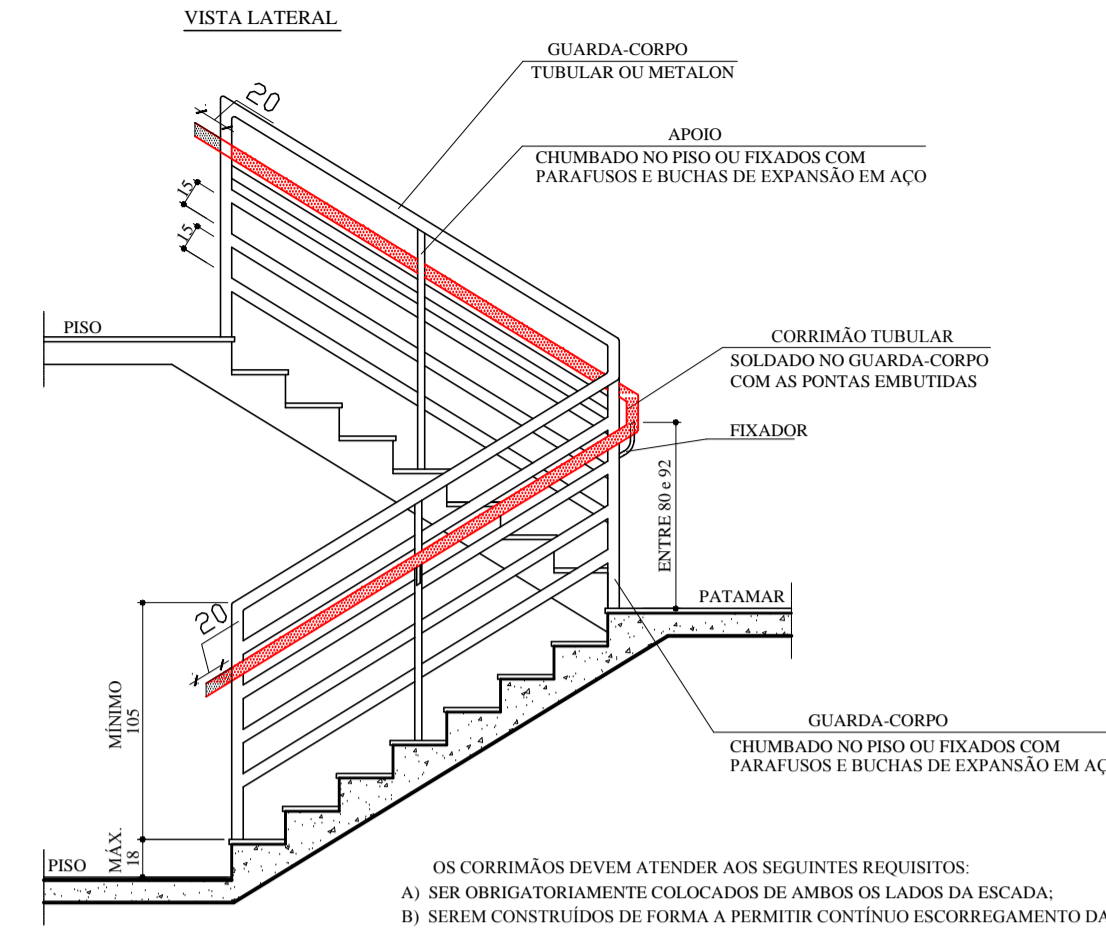 VISTA LATERAL
GUARDA-CORPO
TUBULAR OU METALON
20
APOIO
CHUMBADO NO PISO OU FIXADOS COM
PARAFUSOS E BUCHAS DE EXPANSÃO EM AÇO
15
15
PISO
CORRIMÃO TUBULAR
SOLDADO NO GUARDA-CORPO
COM AS PONTAS EMBUTIDAS
FIXADOR
ENTRE 80 e 92
PATAMAR
20
MÍNIMO
105
GUARDA-CORPO
CHUMBADO NO PISO OU FIXADOS COM
PARAFUSOS E BUCHAS DE EXPANSÃO EM AÇ
MÁX.
18
PISO
OS CORRIMÃOS DEVEM ATENDER AOS SEGUINTES REQUISITOS:
A) SER OBRIGATORIAMENTE COLOCADOS DE AMBOS OS LADOS DA ESCADA;
B) SEREM CONSTRUÍDOS DE FORMA A PERMITIR CONTÍNUO ESCORREGAMENTO DA